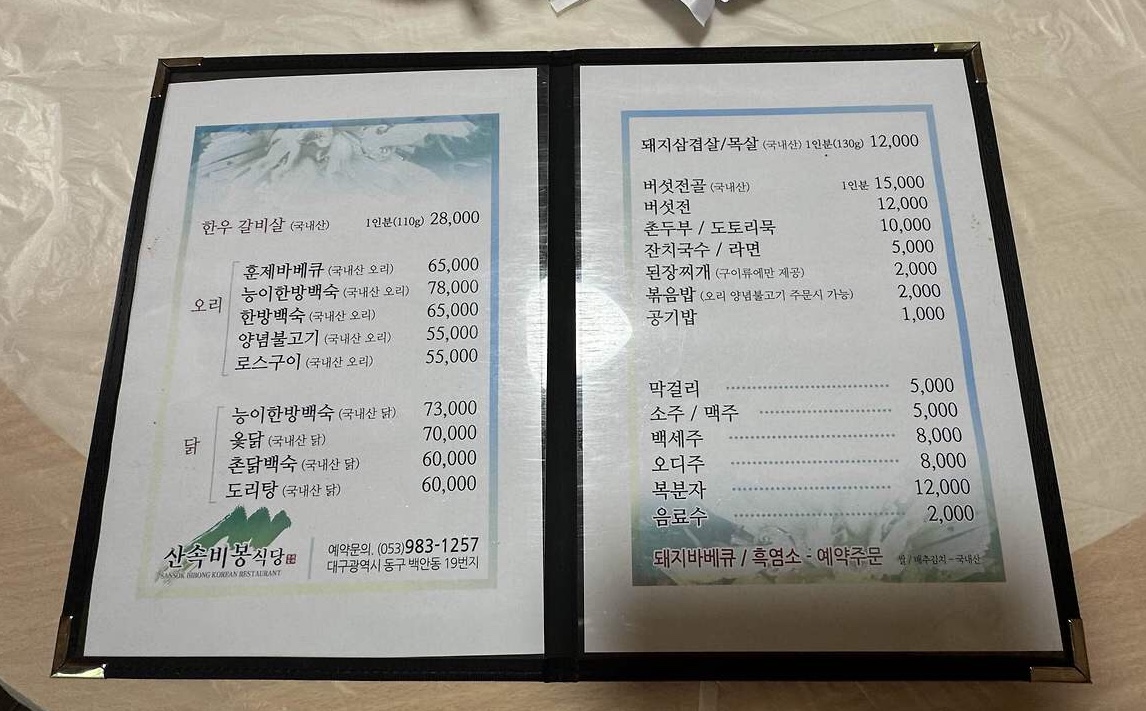 한우 갈비살 (국내산) 1인분(110g) 28,000
오리
훈제바베큐 (국내산 오리) 65,000
능이한방백숙 (국내산 오리) 78,000
한방백숙 (국내산 오리) 65,000
양념불고기 (국내산 오리) 55,000
로스구이 (국내산 오리) 55,000
닭
능이한방백숙 (국내산 닭) 73,000
옻닭 (국내산 닭) 70,000
촌닭백숙 (국내산 닭) 60,000
도리탕 (국내산 닭) 60,000
산속비봉식당
SANSOK BIBONG KOREAN RESTAURANT
예약문의. (053)983-1257
대구광역시 동구 백안동 19번지
돼지삼겹살/목살 (국내산) 1인분(130g) 12,000
버섯전골 (국내산) 1인분 15,000
버섯전 12,000
촌두부 / 도토리묵 10,000
잔치국수 / 라면 5,000
된장찌개 (구이류에만 제공) 2,000
볶음밥 (오리 양념불고기 주문시 가능) 2,000
공기밥 1,000
막걸리 5,000
소주 / 맥주 5,000
백세주 8,000
오디주 8,000
복분자 12,000
음료수 2,000
돼지바베큐 / 흑염소 - 예약주문 쌀 / 배추김치 - 국내산